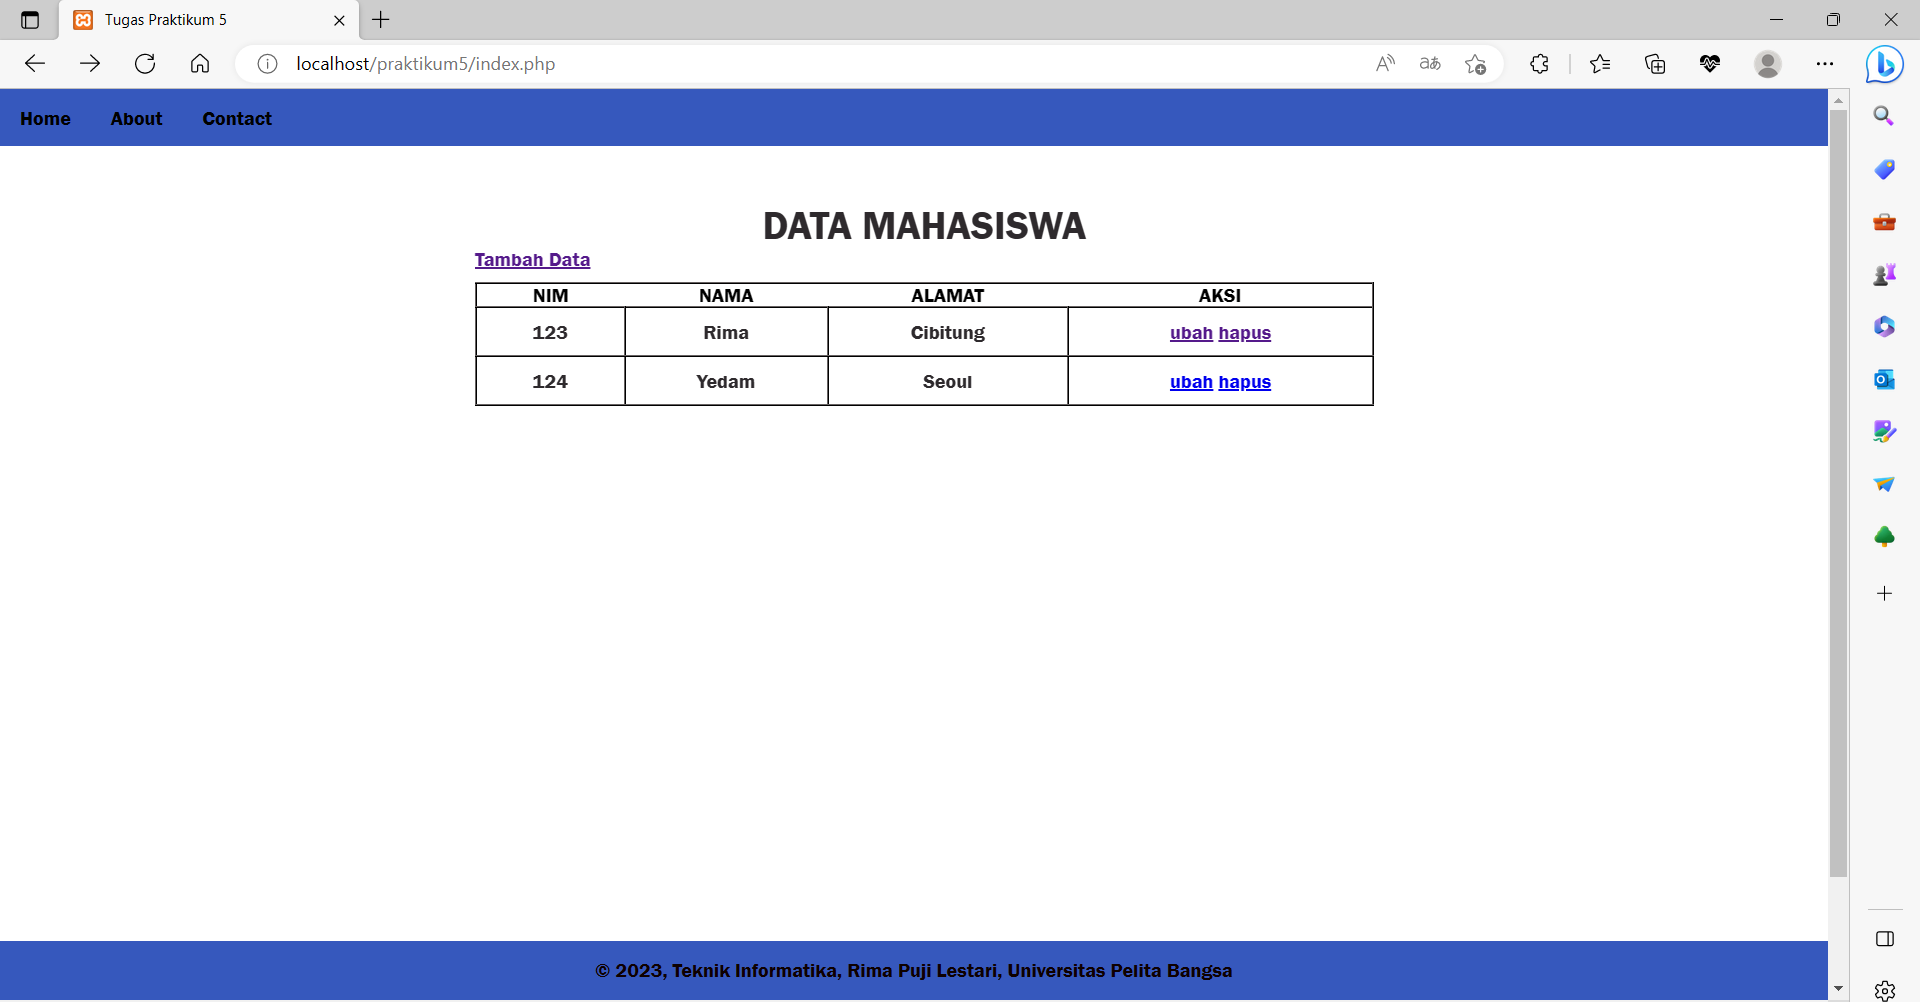 Tugas Praktikum 5
localhost/praktikum5/index.php
Home About Contact
DATA MAHASISWA
Tambah Data
NIM NAMA ALAMAT AKSI
123 Rima Cibitung ubah hapus
124 Yedam Seoul ubah hapus
© 2023, Teknik Informatika, Rima Puji Lestari, Universitas Pelita Bangsa